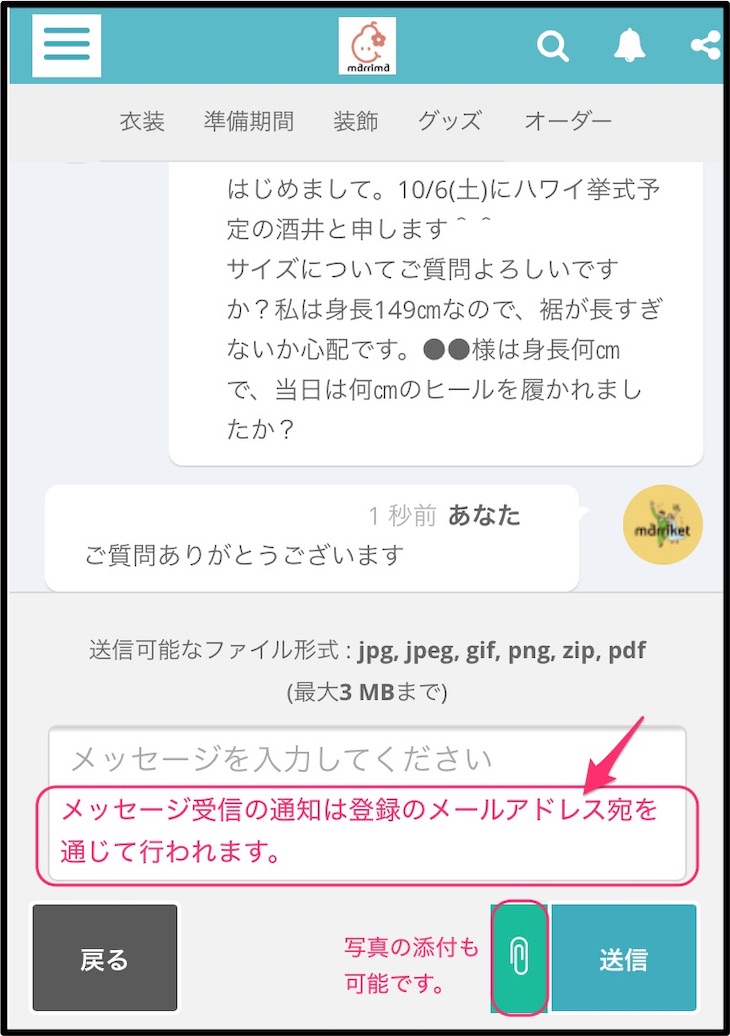 marrima
衣装 準備期間 装飾 グッズ オーダー
はじめまして。10/6(土)にハワイ挙式予
定の酒井と申します＾＾
サイズについてご質問よろしいです
か？私は身長149㎝なので、裾が長すぎ
ないか心配です。●●様は身長何㎝
で、当日は何㎝のヒールを履かれまし
たか？
1 秒前 あなた
ご質問ありがとうございます
marriket
送信可能なファイル形式 : jpg, jpeg, gif, png, zip, pdf
(最大3 MBまで)
メッセージを入力してください
メッセージ受信の通知は登録のメールアドレス宛を
通じて行われます。
戻る
写真の添付も
可能です。
送信